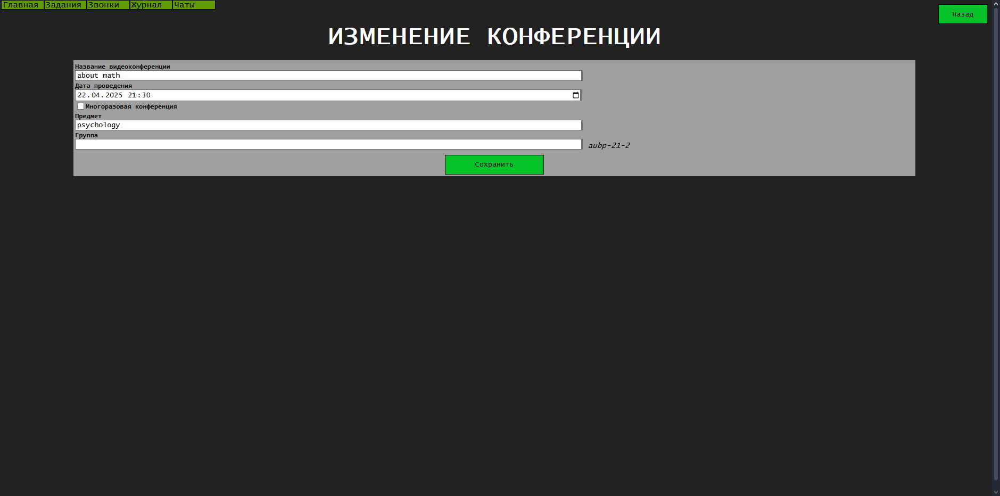 Главная Задания Звонки Журнал Чаты
Назад
ИЗМЕНЕНИЕ КОНФЕРЕНЦИИ
Название видеоконференции
about math
Дата проведения
22.04.2025 21:30
Многоразовая конференция
Предмет
psychology
Группа
aubp-21-2
Сохранить